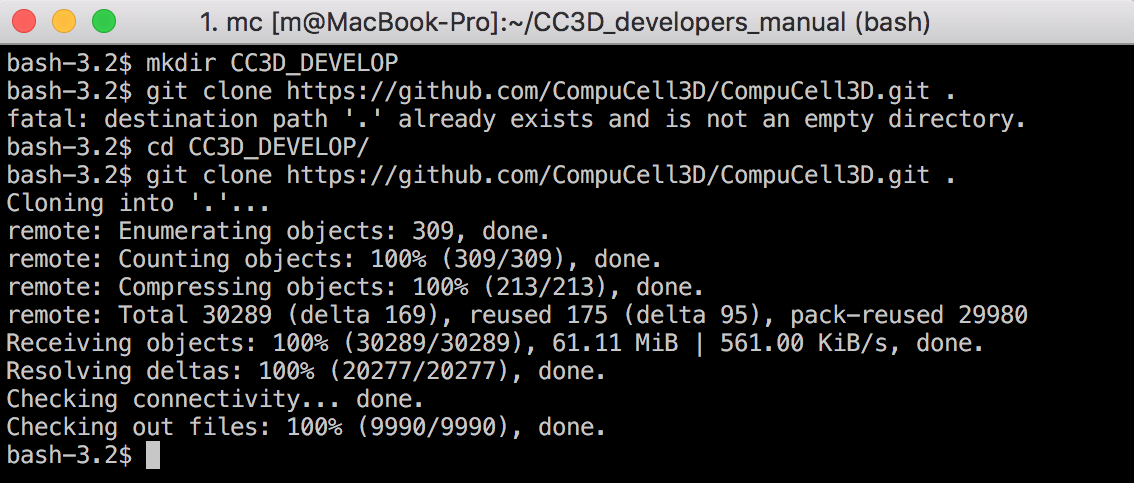 1. mc [m@MacBook-Pro]:~/CC3D_developers_manual (bash)
bash-3.2$ mkdir CC3D_DEVELOP
bash-3.2$ git clone https://github.com/CompuCell3D/CompuCell3D.git .
fatal: destination path '.' already exists and is not an empty directory.
bash-3.2$ cd CC3D_DEVELOP/
bash-3.2$ git clone https://github.com/CompuCell3D/CompuCell3D.git .
Cloning into '.'...
remote: Enumerating objects: 309, done.
remote: Counting objects: 100% (309/309), done.
remote: Compressing objects: 100% (213/213), done.
remote: Total 30289 (delta 169), reused 175 (delta 95), pack-reused 29980
Receiving objects: 100% (30289/30289), 61.11 MiB | 561.00 KiB/s, done.
Resolving deltas: 100% (20277/20277), done.
Checking connectivity... done.
Checking out files: 100% (9990/9990), done.
bash-3.2$